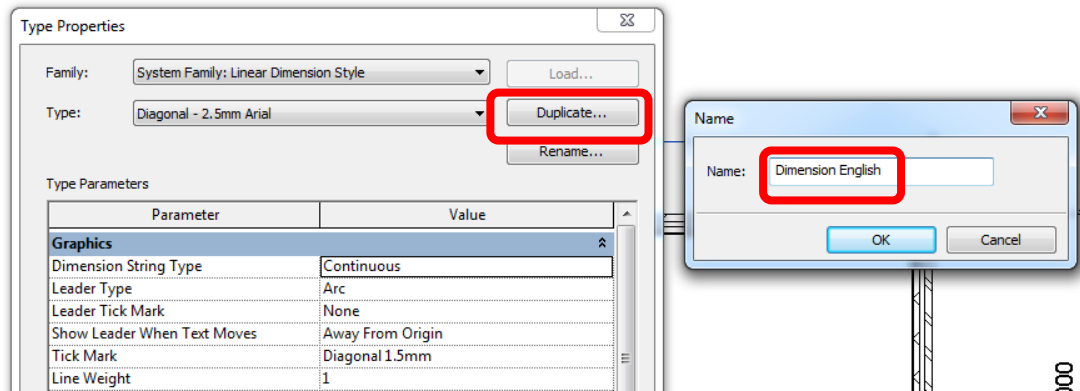 Type Properties
Family:
System Family: Linear Dimension Style
Load...
Type:
Diagonal - 2.5mm Arial
Duplicate...
Rename...
Type Parameters
Parameter Value
Graphics
Dimension String Type Continuous
Leader Type Arc
Leader Tick Mark None
Show Leader When Text Moves Away From Origin
Tick Mark Diagonal 1.5mm
Line Weight 1
Name
Name:
Dimension English
OK
Cancel